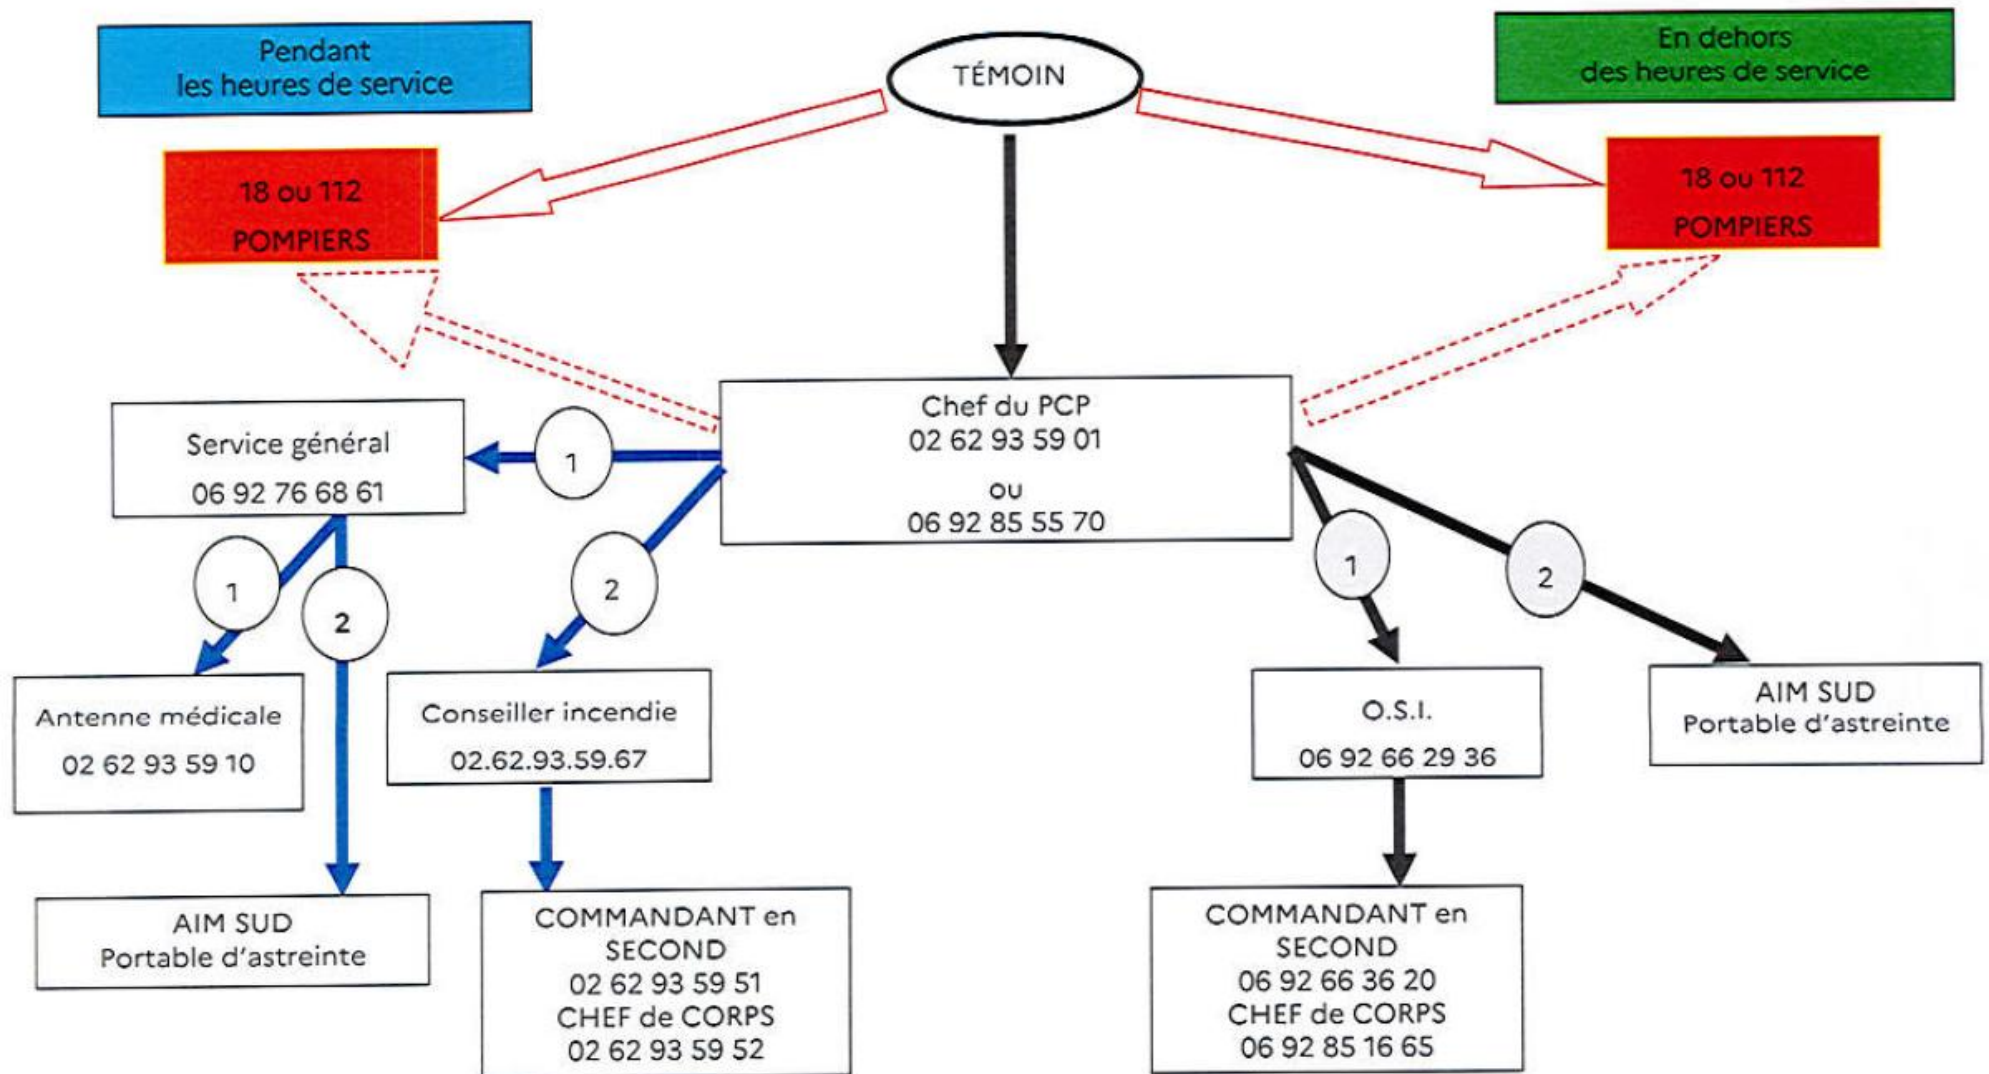 Pendant
les heures de service
TÉMOIN
En dehors
des heures de service
18 ou 112
POMPIERS
18 ou 112
POMPIERS
Chef du PCP
02 62 93 59 01
ou
06 92 85 55 70
Service général
06 92 76 68 61
1
2
1
2
1
2
Antenne médicale
02 62 93 59 10
Conseiller incendie
02.62.93.59.67
O.S.I.
06 92 66 29 36
AIM SUD
Portable d'astreinte
AIM SUD
Portable d'astreinte
COMMANDANT en
SECOND
02 62 93 59 51
CHEF de CORPS
02 62 93 59 52
COMMANDANT en
SECOND
06 92 66 36 20
CHEF de CORPS
06 92 85 16 65